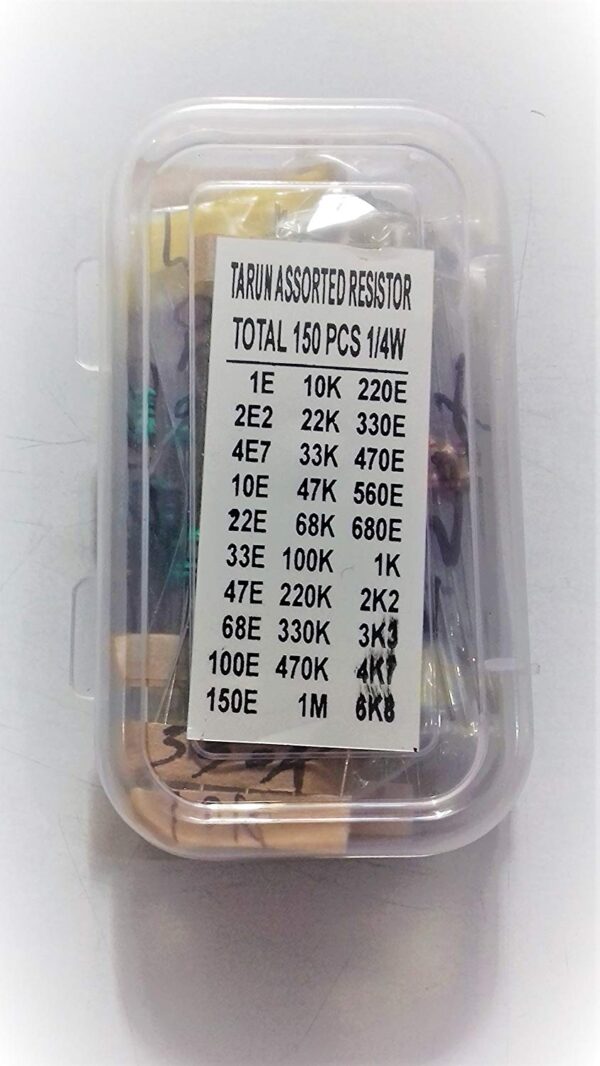 TARUN ASSORTED RESISTOR
TOTAL 150 PCS 1/4W
1E 10K 220E
2E2 22K 330E
4E7 33K 470E
10E 47K 560E
22E 68K 680E
33E 100K 1K
47E 220K 2K2
68E 330K 3K3
100E 470K 4K7
150E 1M 6K8